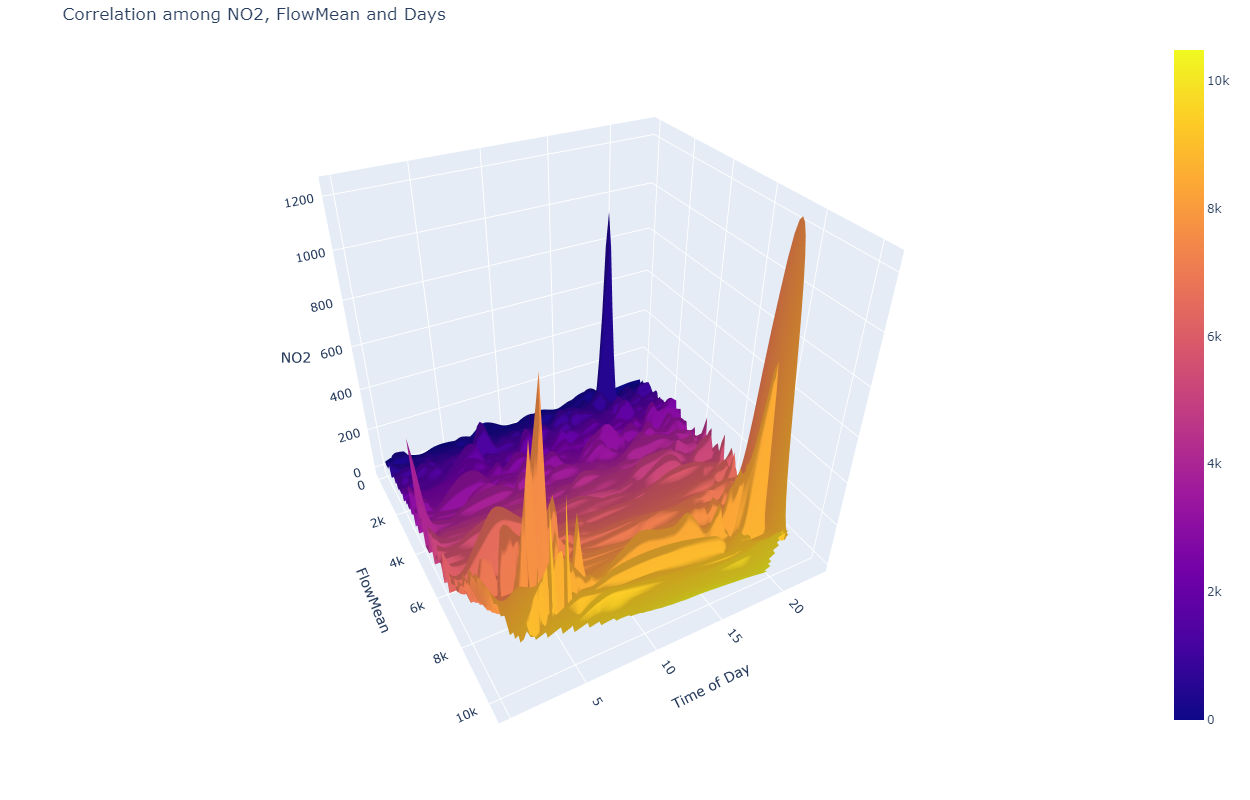 Correlation among NO2, FlowMean and Days
10k
8k
6k
4k
2k
0
1200
1000
800
600
400
200
0
NO2
0
2k
4k
6k
8k
10k
FlowMean
5
10
15
20
Time of Day